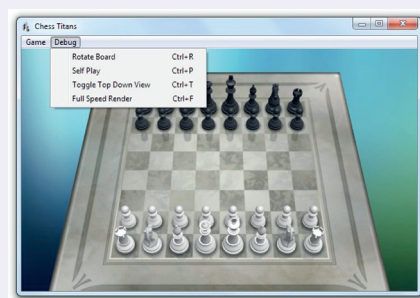 Chess Titans
Game Debug
Rotate Board Ctrl+R
Self Play Ctrl+P
Toggle Top Down View Ctrl+T
Full Speed Render Ctrl+F